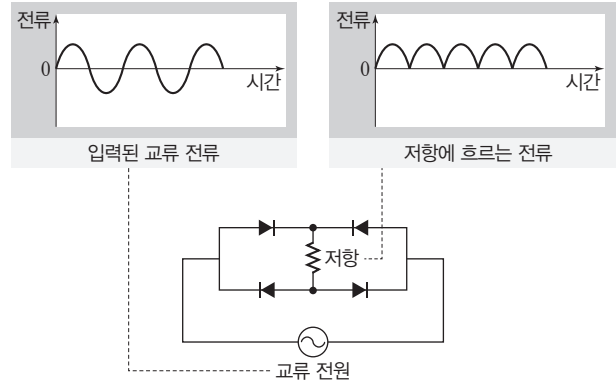 전류
0
시간
입력된 교류 전류
전류
0
시간
저항에 흐르는 전류
저항
교류 전원